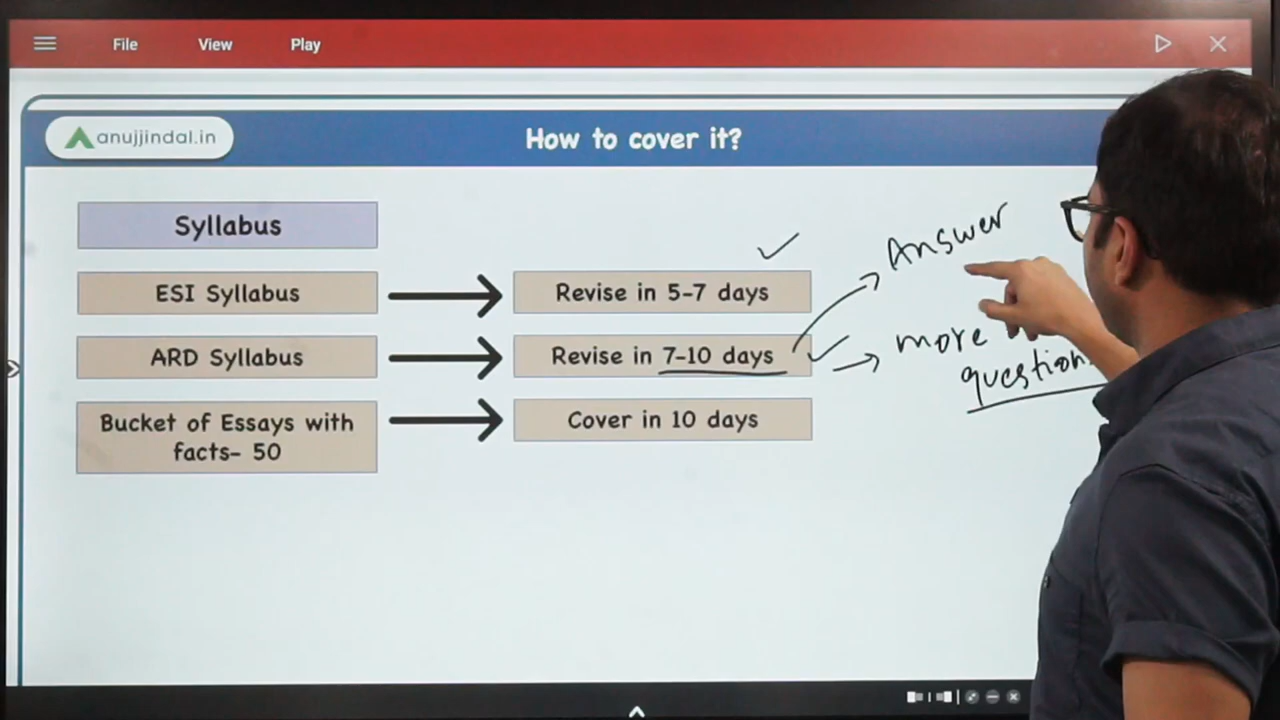 File View Play
anujjindal.in
How to cover it?
Syllabus
ESI Syllabus
Revise in 5-7 days
ARD Syllabus
Revise in 7-10 days
Bucket of Essays with
facts- 50
Cover in 10 days
Answer
more
question